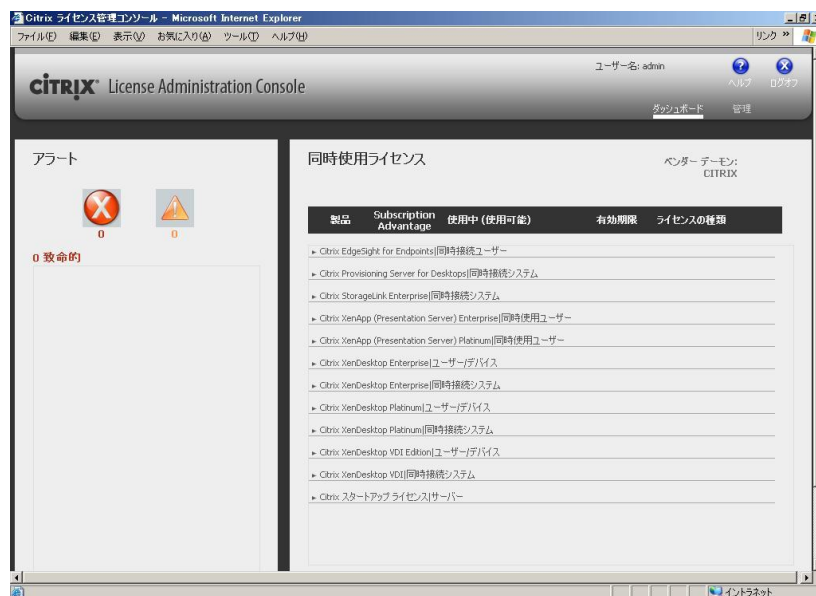 Citrix ライセンス管理コンソール - Microsoft Internet Explorer
ファイル(F) 編集(E) 表示(V) お気に入り(A) ツール(T) ヘルプ(H) リンク »
ユーザー名: admin
ヘルプ ログオフ
CİTRIX License Administration Console
ダッシュボード 管理
アラート
0 0
0 致命的
同時使用ライセンス
ベンダー デーモン:
CITRIX
製品 Subscription Advantage 使用中 (使用可能) 有効期限 ライセンスの種類
Citrix EdgeSight for Endpoints|同時接続ユーザー
Citrix Provisioning Server for Desktops|同時接続システム
Citrix StorageLink Enterprise|同時接続システム
Citrix XenApp (Presentation Server) Enterprise|同時使用ユーザー
Citrix XenApp (Presentation Server) Platinum|同時使用ユーザー
Citrix XenDesktop Enterprise|ユーザー/デバイス
Citrix XenDesktop Enterprise|同時接続システム
Citrix XenDesktop Platinum|ユーザー/デバイス
Citrix XenDesktop Platinum|同時接続システム
Citrix XenDesktop VDI Edition|ユーザー/デバイス
Citrix XenDesktop VDI|同時接続システム
Citrix スタートアップ ライセンス|サーバー
イントラネット